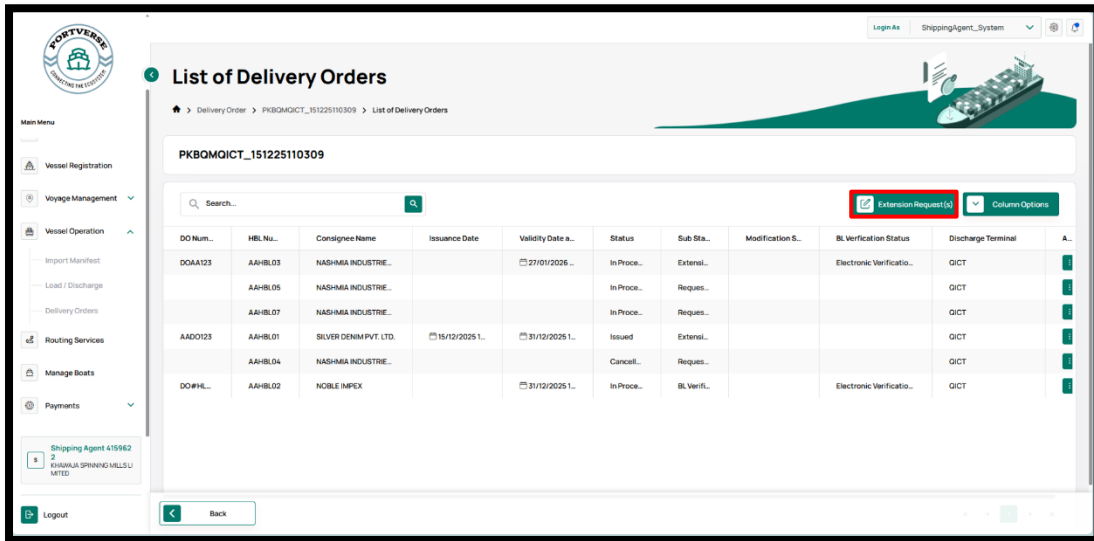 PORTVERSE
CONNECTING THE ECOSYSTEM
Login As ShippingAgent_System
List of Delivery Orders
Delivery Order > PKBQMQICT_151225110309 > List of Delivery Orders
Main Menu
Vessel Registration
Voyage Management
Vessel Operation
Import Manifest
Load / Discharge
Delivery Orders
Routing Services
Manage Boats
Payments
Shipping Agent 415962
2
KHAWAJA SPINNING MILLS LI
MITED
Logout
PKBQMQICT_151225110309
Search...
Extension Request(s)
Column Options
DO Num... HBL Nu... Consignee Name Issuance Date Validity Date a... Status Sub Sta... Modification S... BL Verfication Status Discharge Terminal A...
DOAA123 AAHBL03 NASHMIA INDUSTRIE... 27/01/2026 ... In Proce... Extensi... Electronic Verificatio... QICT
AAHBL05 NASHMIA INDUSTRIE... In Proce... Reques... QICT
AAHBL07 NASHMIA INDUSTRIE... In Proce... Reques... QICT
AADO123 AAHBL01 SILVER DENIM PVT. LTD. 15/12/2025 1... 31/12/2025 1... Issued Extensi... QICT
AAHBL04 NASHMIA INDUSTRIE... Cancell... Reques... QICT
DO#HL... AAHBL02 NOBLE IMPEX 31/12/2025 1... In Proce... BL Verifi... Electronic Verificatio... QICT
Back